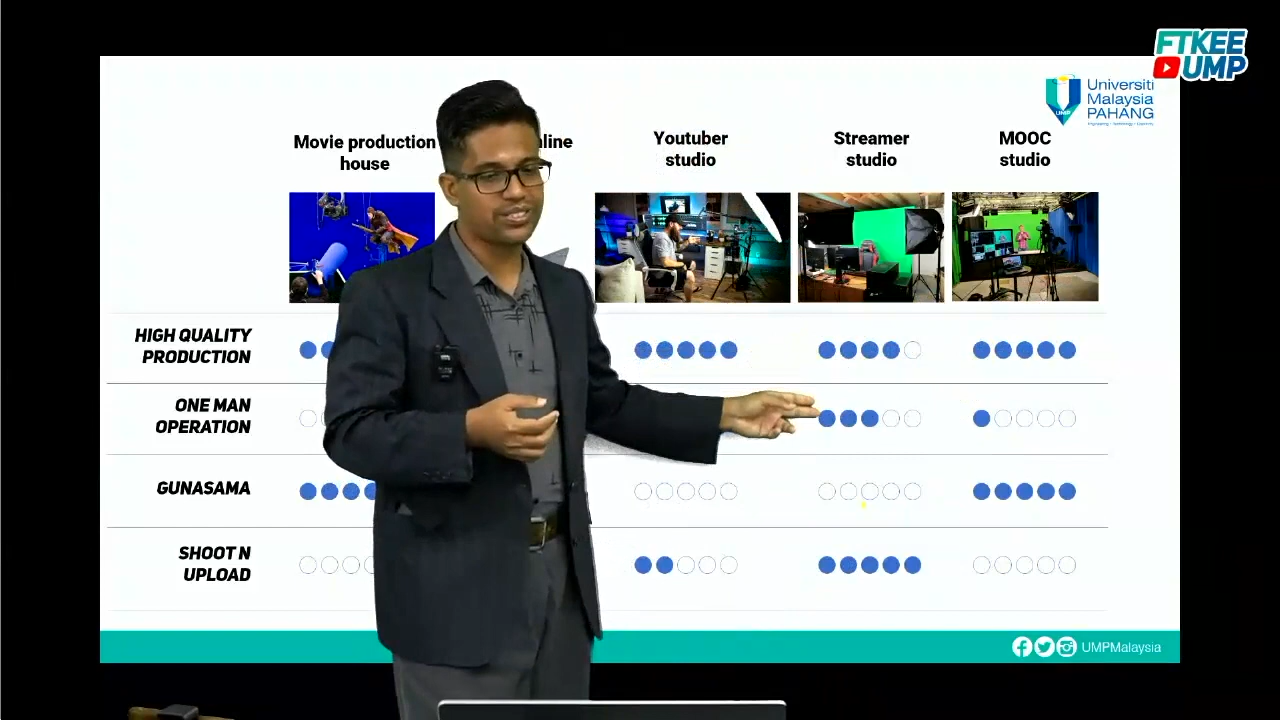 FTKEE
UMP
Universiti
Malaysia
PAHANG
UMP
Movie production
house
Youtuber
studio
Streamer
studio
MOOC
studio
HIGH QUALITY
PRODUCTION
ONE MAN
OPERATION
GUNASAMA
SHOOT N
UPLOAD
UMPMalaysia